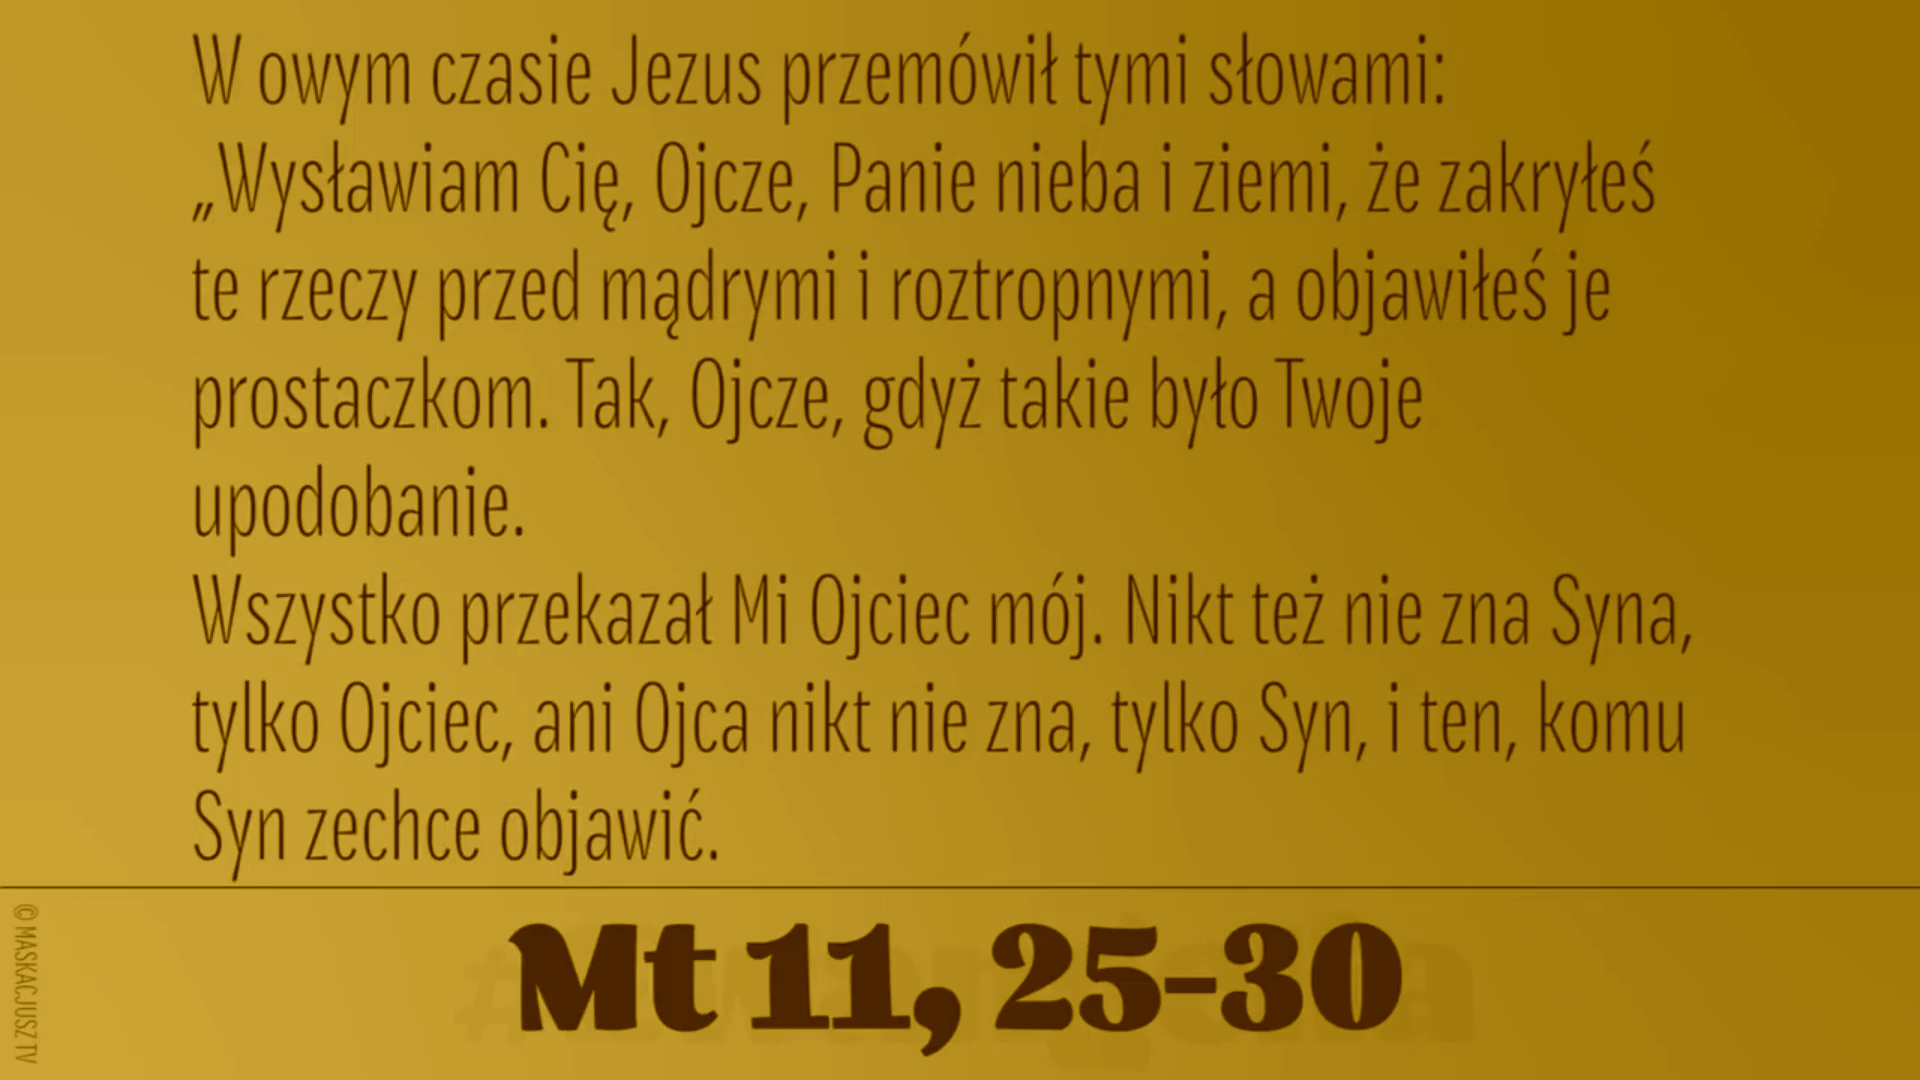 W owym czasie Jezus przemówił tymi słowami:
„Wysławiam Cię, Ojcze, Panie nieba i ziemi, że zakryłeś
te rzeczy przed mądrymi i roztropnymi, a objawiłeś je
prostaczkom. Tak, Ojcze, gdyż takie było Twoje
upodobanie.
Wszystko przekazał Mi Ojciec mój. Nikt też nie zna Syna,
tylko Ojciec, ani Ojca nikt nie zna, tylko Syn, i ten, komu
Syn zechce objawić.
Mt 11, 25-30
© MASKACJUSZ TV